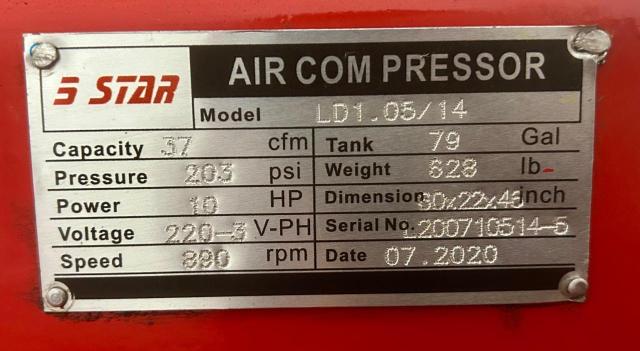 5 STAR
AIR COM PRESSOR
Model LD1.05/14
Capacity 37 cfm
Pressure 203 psi
Power 10 HP
Voltage 220-3 V-PH
Speed 890 rpm
Tank 79 Gal
Weight 628 lb
Dimension 80x22x48 inch
Serial No. L200710514-5
Date 07.2020